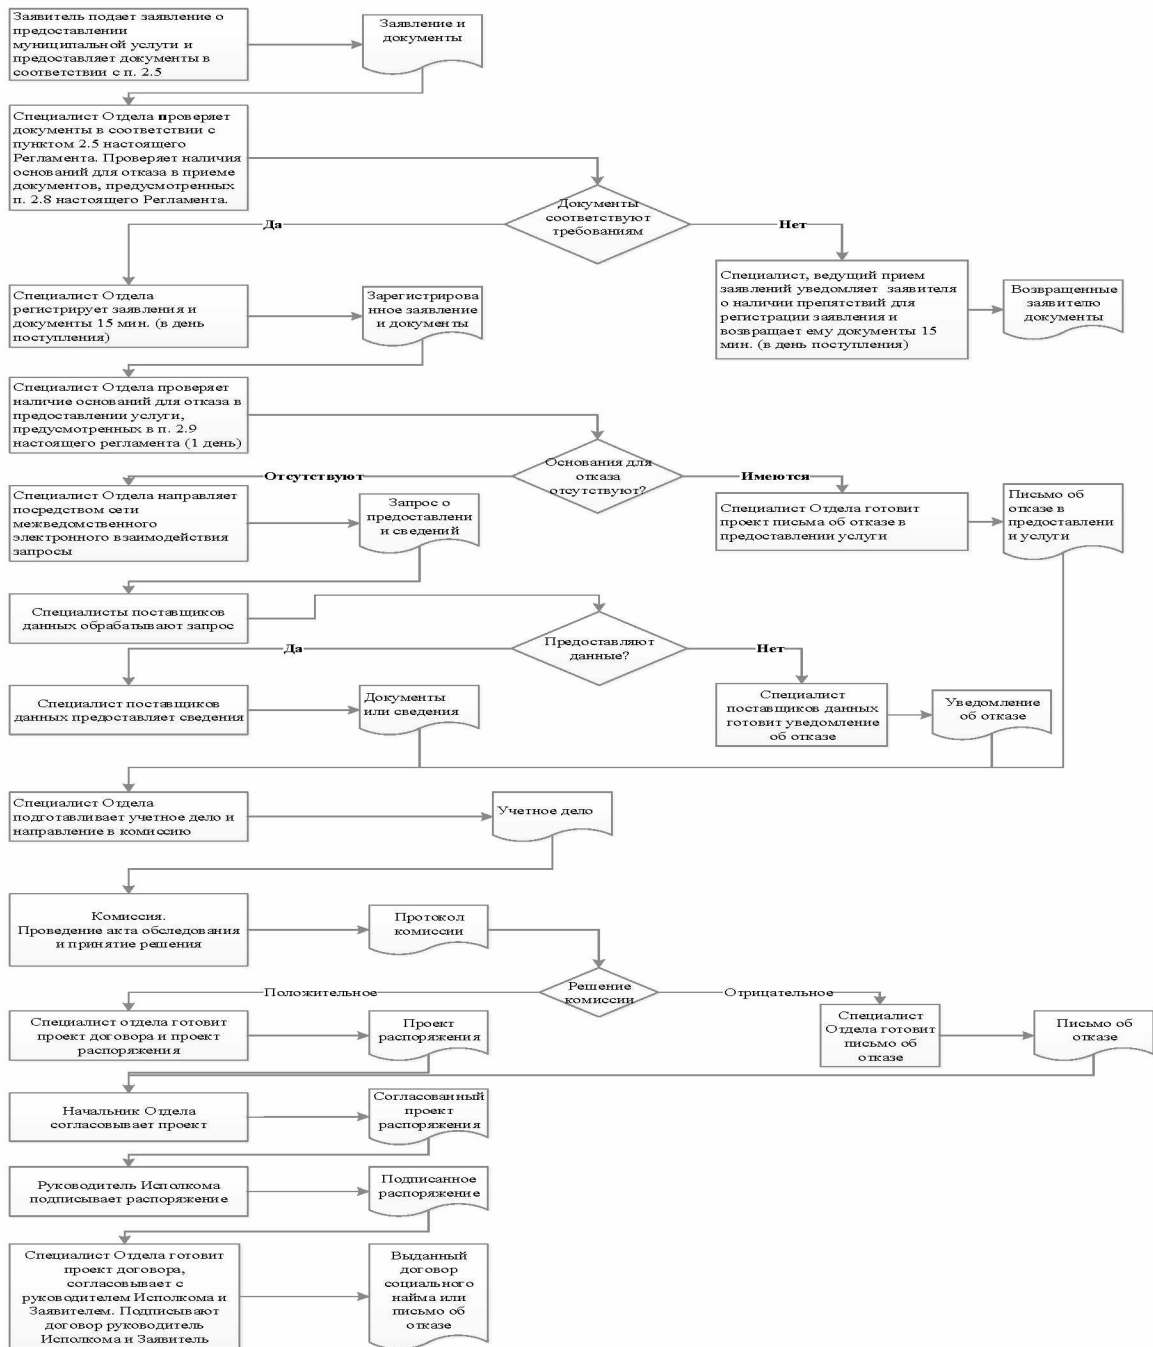 Заявитель подает заявление о
предоставлении
муниципальной услуги и
предоставляет документы в
соответствии с п. 2.5
Заявление и
документы
Специалист Отдела проверяет
документы в соответствии с
пунктом 2.5 настоящего
Регламента. Проверяет наличия
оснований для отказа в приеме
документов, предусмотренных
п. 2.8 настоящего Регламента.
Документы
соответствуют
требованиям
Да
Нет
Специалист Отдела
регистрирует заявления и
документы 15 мин. (в день
поступления)
Зарегистрирова
нное заявление
и документы
Специалист, ведущий прием
заявлений уведомляет заявителя
о наличии препятствий для
регистрации заявления и
возвращает ему документы 15
мин. (в день поступления)
Возвращенные
заявителю
документы
Специалист Отдела проверяет
наличие оснований для отказа в
предоставлении услуги,
предусмотренных в п. 2.9
настоящего регламента (1 день)
Основания для
отказа
отсутствуют?
Отсутствуют
Имеются
Специалист Отдела направляет
посредством сети
межведомственного
электронного взаимодействия
запросы
Запрос о
предоставлени
и сведений
Специалист Отдела готовит
проект письма об отказе в
предоставлении услуги
Письмо об
отказе в
предоставлени
и услуги
Специалисты поставщиков
данных обрабатывают запрос
Предоставляют
данные?
Да
Нет
Специалист поставщиков
данных предоставляет сведения
Документы
или сведения
Специалист
поставщиков данных
готовит уведомление
об отказе
Уведомление
об отказе
Специалист Отдела
подготавливает учетное дело и
направление в комиссию
Учетное дело
Комиссия.
Проведение акта обследования
и принятие решения
Протокол
комиссии
Решение
комиссии
Положительное
Отрицательное
Специалист отдела готовит
проект договора и проект
распоряжения
Проект
распоряжения
Специалист
Отдела готовит
письмо об
отказе
Письмо об
отказе
Начальник Отдела
согласовывает проект
Согласованный
проект
распоряжения
Руководитель Исполкома
подписывает распоряжение
Подписанное
распоряжение
Специалист Отдела готовит
проект договора,
согласовывает с
руководителем Исполкома и
Заявителем. Подписывают
договор руководитель
Исполкома и Заявитель
Выданный
договор
социального
найма или
письмо об
отказе